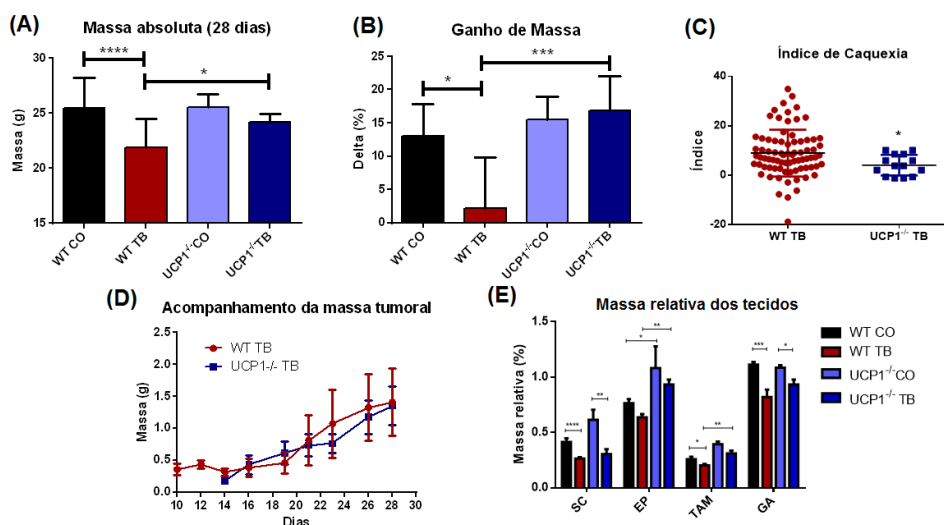 (A)
Massa absoluta (28 dias)
Massa (g)
30
25
20
15
****
*
WT CO
WT TB
UCP1-/-CO
UCP1-/-TB
(B)
Ganho de Massa
Delta (%)
25
20
15
10
5
0
*
***
WT CO
WT TB
UCP1-/-CO
UCP1-/-TB
(C)
Índice de Caquexia
Índice
40
20
0
-20
*
WT TB
UCP1-/- TB
(D)
Acompanhamento da massa tumoral
Massa (g)
2.5
2.0
1.5
1.0
0.5
0.0
WT TB
UCP1-/- TB
10 12 14 16 18 20 22 24 26 28 30
Dias
(E)
Massa relativa dos tecidos
Massa relativa (%)
1.5
1.0
0.5
0.0
****
**
*
**
*
**
***
*
SC
EP
TAM
GA
WT CO
WT TB
UCP1-/-CO
UCP1-/- TB